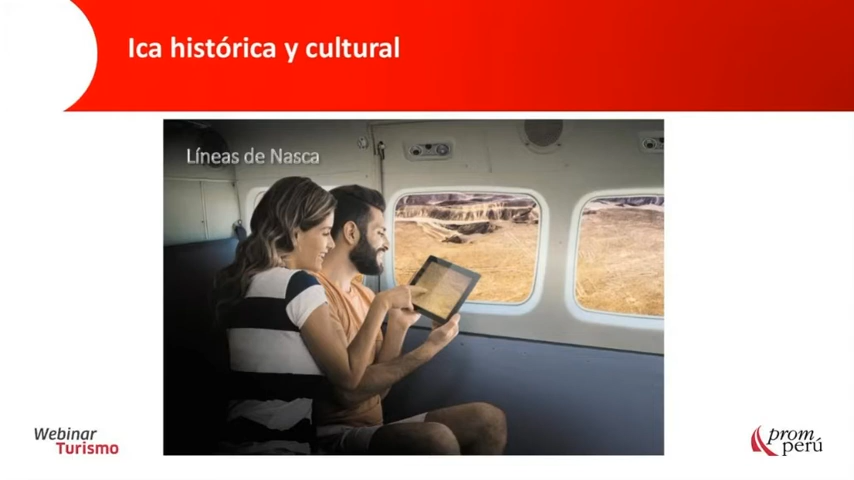 Ica histórica y cultural
Líneas de Nasca
Webinar
Turismo
prom
perú